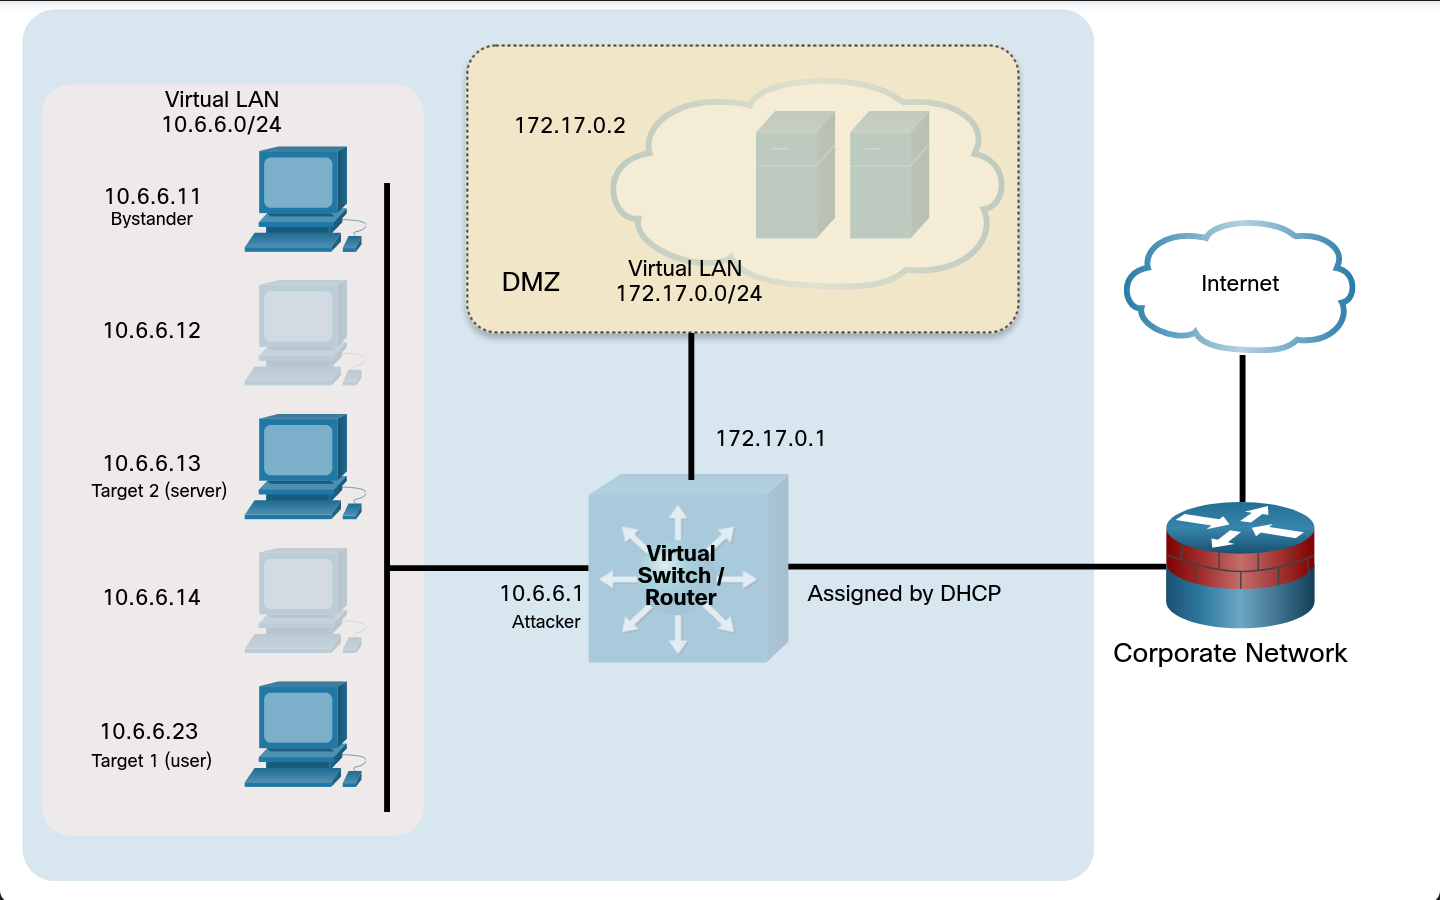 Virtual LAN
10.6.6.0/24
10.6.6.11
Bystander
10.6.6.12
10.6.6.13
Target 2 (server)
10.6.6.14
10.6.6.23
Target 1 (user)
172.17.0.2
DMZ
Virtual LAN
172.17.0.0/24
172.17.0.1
10.6.6.1
Attacker
Virtual
Switch /
Router
Assigned by DHCP
Internet
Corporate Network